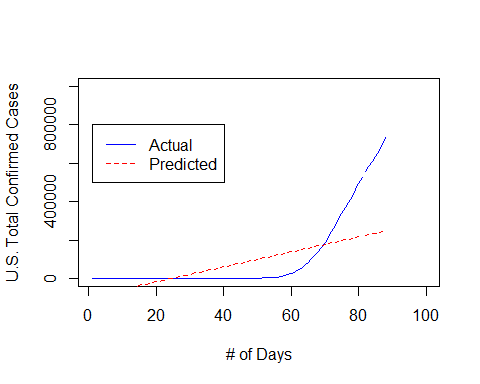 U.S. Total Confirmed Cases
800000
400000
0
Actual
Predicted
0 20 40 60 80 100
# of Days